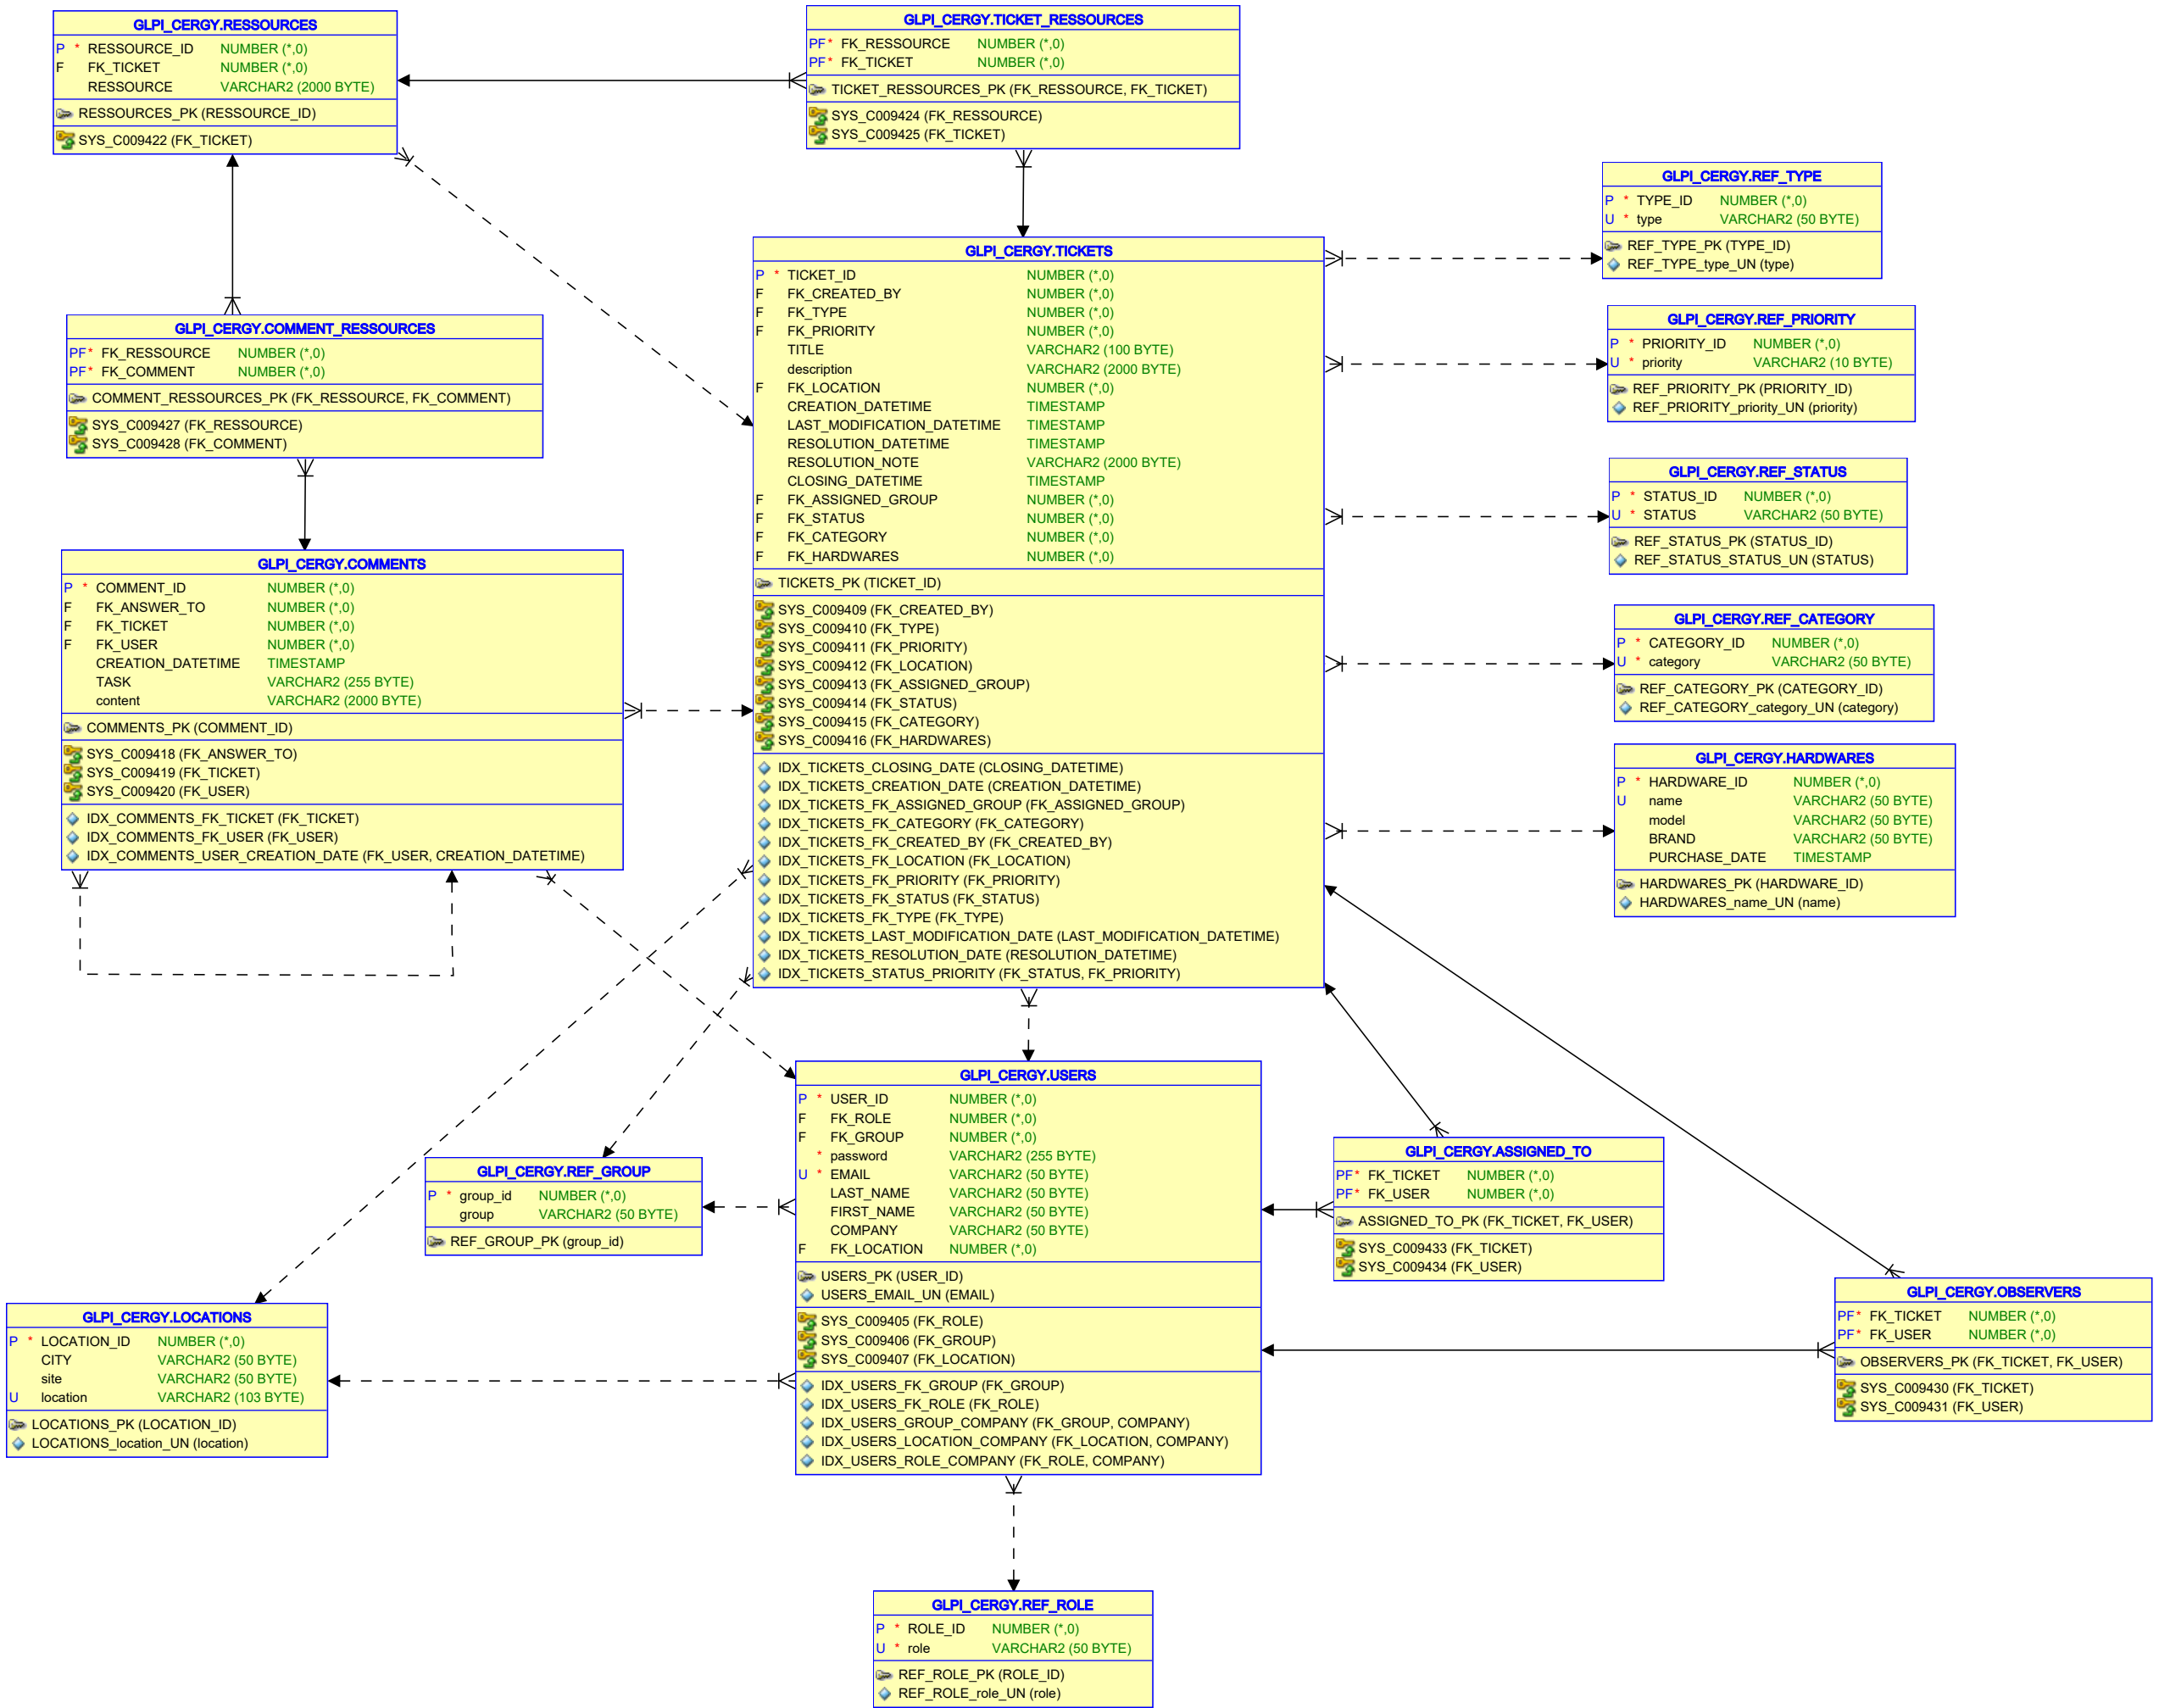 GLPI_CERGY.RESSOURCES
P * RESSOURCE_ID NUMBER (*,0)
F FK_TICKET NUMBER (*,0)
RESSOURCE VARCHAR2 (2000 BYTE)
RESSOURCES_PK (RESSOURCE_ID)
SYS_C009422 (FK_TICKET)
GLPI_CERGY.TICKET_RESSOURCES
PF* FK_RESSOURCE NUMBER (*,0)
PF* FK_TICKET NUMBER (*,0)
TICKET_RESSOURCES_PK (FK_RESSOURCE, FK_TICKET)
SYS_C009424 (FK_RESSOURCE)
SYS_C009425 (FK_TICKET)
GLPI_CERGY.REF_TYPE
P * TYPE_ID NUMBER (*,0)
U * type VARCHAR2 (50 BYTE)
REF_TYPE_PK (TYPE_ID)
REF_TYPE_type_UN (type)
GLPI_CERGY.TICKETS
P * TICKET_ID NUMBER (*,0)
F FK_CREATED_BY NUMBER (*,0)
F FK_TYPE NUMBER (*,0)
F FK_PRIORITY NUMBER (*,0)
TITLE VARCHAR2 (100 BYTE)
description VARCHAR2 (2000 BYTE)
F FK_LOCATION NUMBER (*,0)
CREATION_DATETIME TIMESTAMP
LAST_MODIFICATION_DATETIME TIMESTAMP
RESOLUTION_DATETIME TIMESTAMP
RESOLUTION_NOTE VARCHAR2 (2000 BYTE)
CLOSING_DATETIME TIMESTAMP
F FK_ASSIGNED_GROUP NUMBER (*,0)
F FK_STATUS NUMBER (*,0)
F FK_CATEGORY NUMBER (*,0)
F FK_HARDWARES NUMBER (*,0)
TICKETS_PK (TICKET_ID)
SYS_C009409 (FK_CREATED_BY)
SYS_C009410 (FK_TYPE)
SYS_C009411 (FK_PRIORITY)
SYS_C009412 (FK_LOCATION)
SYS_C009413 (FK_ASSIGNED_GROUP)
SYS_C009414 (FK_STATUS)
SYS_C009415 (FK_CATEGORY)
SYS_C009416 (FK_HARDWARES)
IDX_TICKETS_CLOSING_DATE (CLOSING_DATETIME)
IDX_TICKETS_CREATION_DATE (CREATION_DATETIME)
IDX_TICKETS_FK_ASSIGNED_GROUP (FK_ASSIGNED_GROUP)
IDX_TICKETS_FK_CATEGORY (FK_CATEGORY)
IDX_TICKETS_FK_CREATED_BY (FK_CREATED_BY)
IDX_TICKETS_FK_LOCATION (FK_LOCATION)
IDX_TICKETS_FK_PRIORITY (FK_PRIORITY)
IDX_TICKETS_FK_STATUS (FK_STATUS)
IDX_TICKETS_FK_TYPE (FK_TYPE)
IDX_TICKETS_LAST_MODIFICATION_DATE (LAST_MODIFICATION_DATETIME)
IDX_TICKETS_RESOLUTION_DATE (RESOLUTION_DATETIME)
IDX_TICKETS_STATUS_PRIORITY (FK_STATUS, FK_PRIORITY)
GLPI_CERGY.REF_PRIORITY
P * PRIORITY_ID NUMBER (*,0)
U * priority VARCHAR2 (10 BYTE)
REF_PRIORITY_PK (PRIORITY_ID)
REF_PRIORITY_priority_UN (priority)
GLPI_CERGY.COMMENT_RESSOURCES
PF* FK_RESSOURCE NUMBER (*,0)
PF* FK_COMMENT NUMBER (*,0)
COMMENT_RESSOURCES_PK (FK_RESSOURCE, FK_COMMENT)
SYS_C009427 (FK_RESSOURCE)
SYS_C009428 (FK_COMMENT)
GLPI_CERGY.REF_STATUS
P * STATUS_ID NUMBER (*,0)
U * STATUS VARCHAR2 (50 BYTE)
REF_STATUS_PK (STATUS_ID)
REF_STATUS_STATUS_UN (STATUS)
GLPI_CERGY.COMMENTS
P * COMMENT_ID NUMBER (*,0)
F FK_ANSWER_TO NUMBER (*,0)
F FK_TICKET NUMBER (*,0)
F FK_USER NUMBER (*,0)
CREATION_DATETIME TIMESTAMP
TASK VARCHAR2 (255 BYTE)
content VARCHAR2 (2000 BYTE)
COMMENTS_PK (COMMENT_ID)
SYS_C009418 (FK_ANSWER_TO)
SYS_C009419 (FK_TICKET)
SYS_C009420 (FK_USER)
IDX_COMMENTS_FK_TICKET (FK_TICKET)
IDX_COMMENTS_FK_USER (FK_USER)
IDX_COMMENTS_USER_CREATION_DATE (FK_USER, CREATION_DATETIME)
GLPI_CERGY.REF_CATEGORY
P * CATEGORY_ID NUMBER (*,0)
U * category VARCHAR2 (50 BYTE)
REF_CATEGORY_PK (CATEGORY_ID)
REF_CATEGORY_category_UN (category)
GLPI_CERGY.HARDWARES
P * HARDWARE_ID NUMBER (*,0)
U name VARCHAR2 (50 BYTE)
model VARCHAR2 (50 BYTE)
BRAND VARCHAR2 (50 BYTE)
PURCHASE_DATE TIMESTAMP
HARDWARES_PK (HARDWARE_ID)
HARDWARES_name_UN (name)
GLPI_CERGY.USERS
P * USER_ID NUMBER (*,0)
F FK_ROLE NUMBER (*,0)
F FK_GROUP NUMBER (*,0)
* password VARCHAR2 (255 BYTE)
U * EMAIL VARCHAR2 (50 BYTE)
LAST_NAME VARCHAR2 (50 BYTE)
FIRST_NAME VARCHAR2 (50 BYTE)
COMPANY VARCHAR2 (50 BYTE)
F FK_LOCATION NUMBER (*,0)
USERS_PK (USER_ID)
USERS_EMAIL_UN (EMAIL)
SYS_C009405 (FK_ROLE)
SYS_C009406 (FK_GROUP)
SYS_C009407 (FK_LOCATION)
IDX_USERS_FK_GROUP (FK_GROUP)
IDX_USERS_FK_ROLE (FK_ROLE)
IDX_USERS_GROUP_COMPANY (FK_GROUP, COMPANY)
IDX_USERS_LOCATION_COMPANY (FK_LOCATION, COMPANY)
IDX_USERS_ROLE_COMPANY (FK_ROLE, COMPANY)
GLPI_CERGY.ASSIGNED_TO
PF* FK_TICKET NUMBER (*,0)
PF* FK_USER NUMBER (*,0)
ASSIGNED_TO_PK (FK_TICKET, FK_USER)
SYS_C009433 (FK_TICKET)
SYS_C009434 (FK_USER)
GLPI_CERGY.REF_GROUP
P * group_id NUMBER (*,0)
group VARCHAR2 (50 BYTE)
REF_GROUP_PK (group_id)
GLPI_CERGY.OBSERVERS
PF* FK_TICKET NUMBER (*,0)
PF* FK_USER NUMBER (*,0)
OBSERVERS_PK (FK_TICKET, FK_USER)
SYS_C009430 (FK_TICKET)
SYS_C009431 (FK_USER)
GLPI_CERGY.LOCATIONS
P * LOCATION_ID NUMBER (*,0)
CITY VARCHAR2 (50 BYTE)
site VARCHAR2 (50 BYTE)
U location VARCHAR2 (103 BYTE)
LOCATIONS_PK (LOCATION_ID)
LOCATIONS_location_UN (location)
GLPI_CERGY.REF_ROLE
P * ROLE_ID NUMBER (*,0)
U * role VARCHAR2 (50 BYTE)
REF_ROLE_PK (ROLE_ID)
REF_ROLE_role_UN (role)